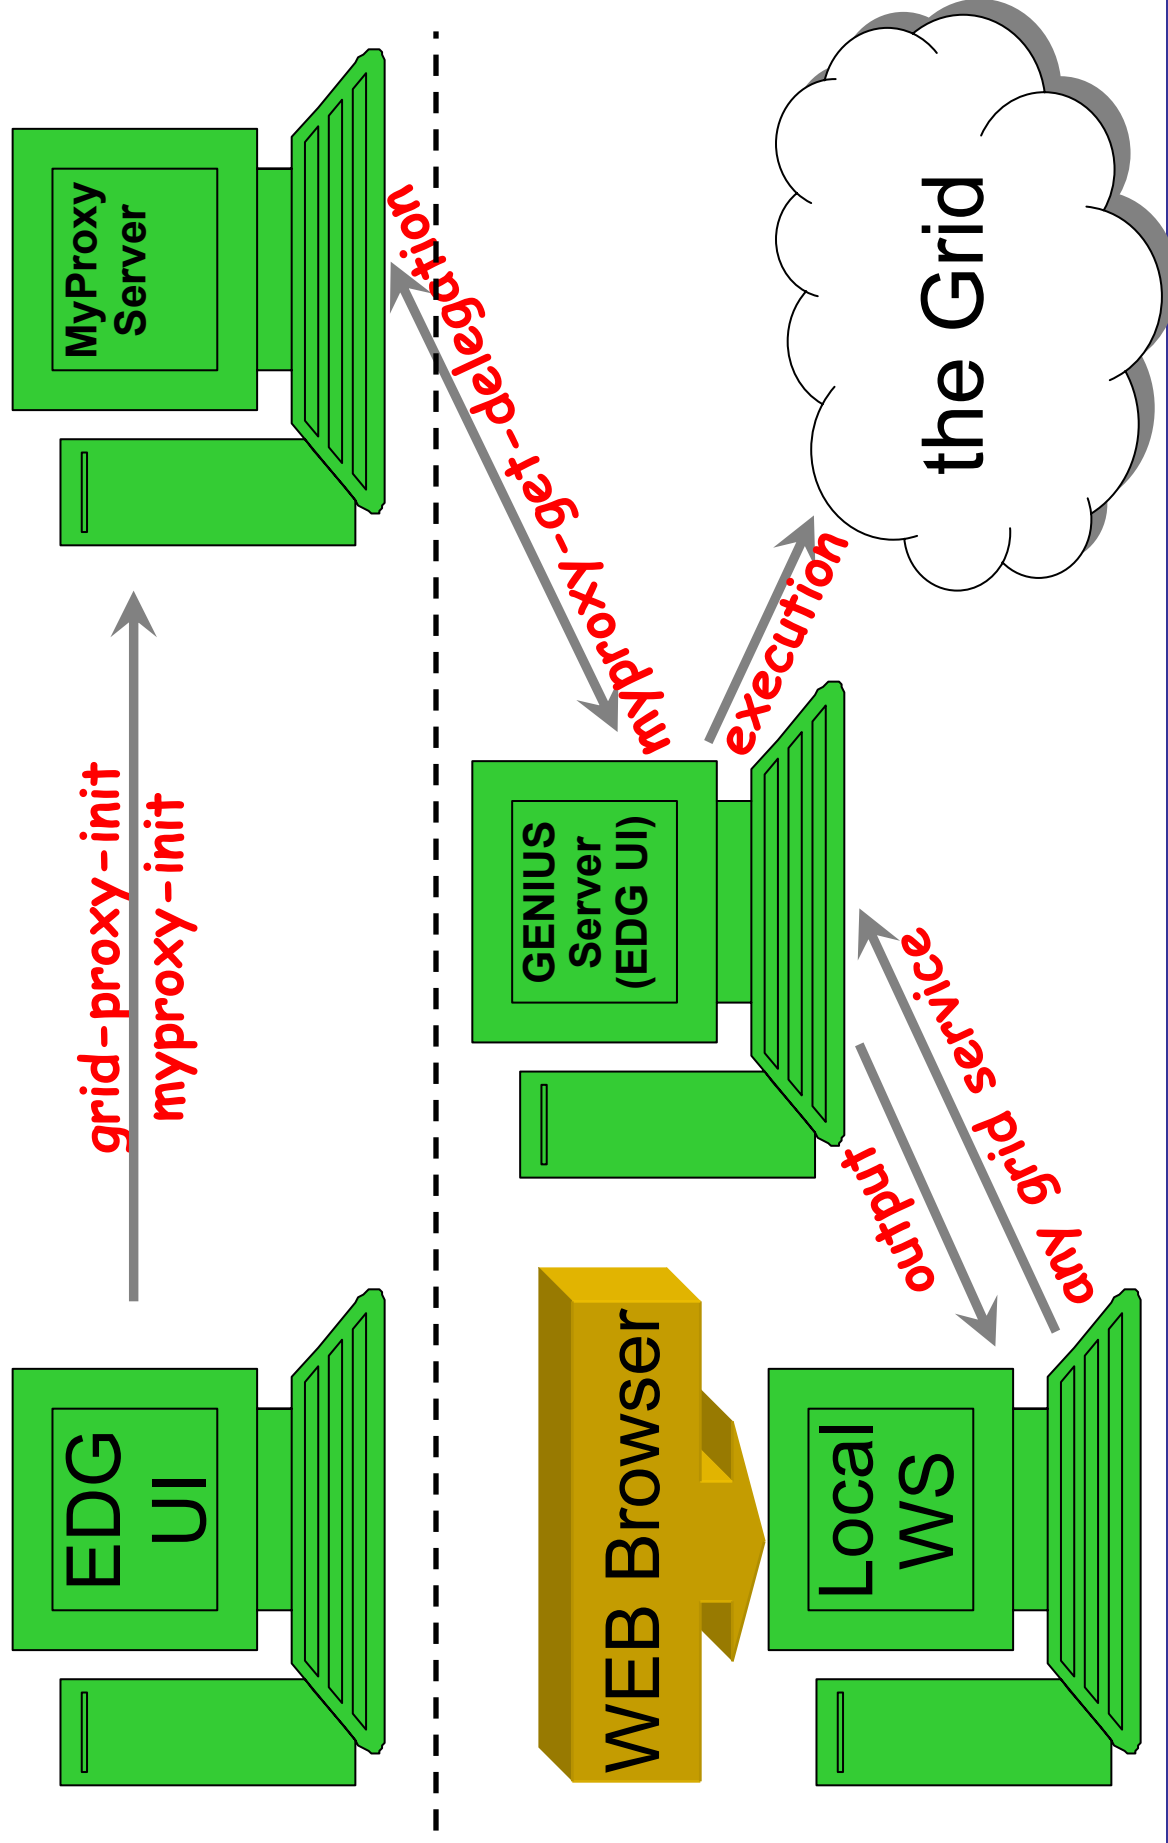 EDG
UI
grid-proxy-init
myproxy-init
MyProxy
Server
myproxy-get-delegation
GENIUS
Server
(EDG UI)
execution
the Grid
WEB Browser
output
any grid service
Local
WS